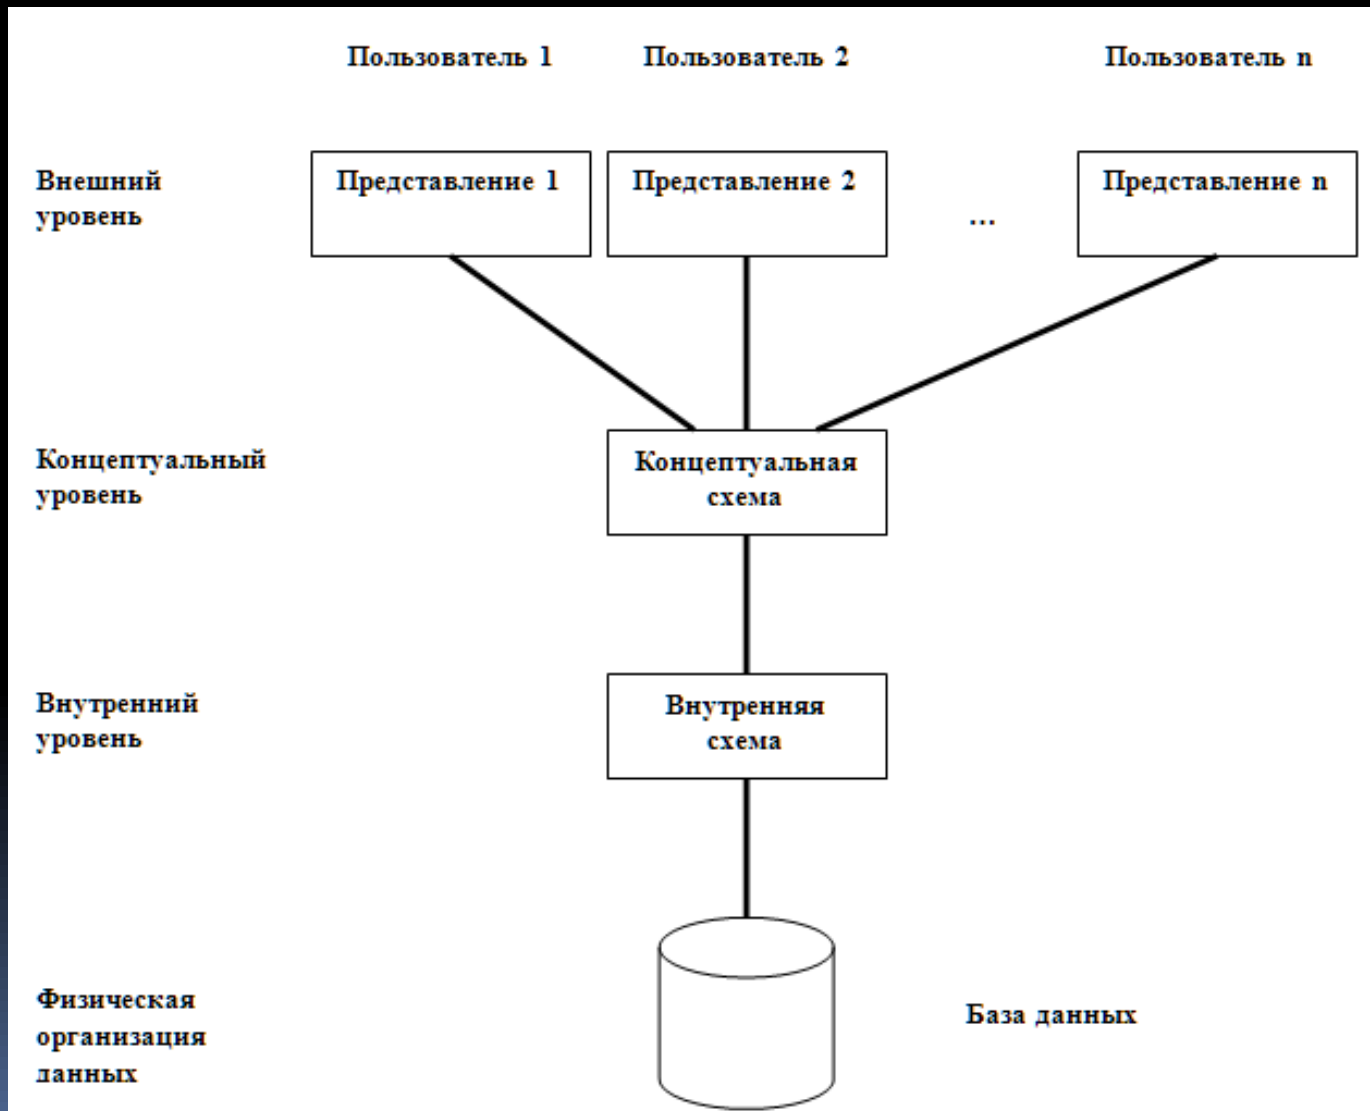 Пользователь 1
Пользователь 2
Пользователь n
Внешний
уровень
Представление 1
Представление 2
...
Представление n
Концептуальный
уровень
Концептуальная
схема
Внутренний
уровень
Внутренняя
схема
Физическая
организация
данных
База данных